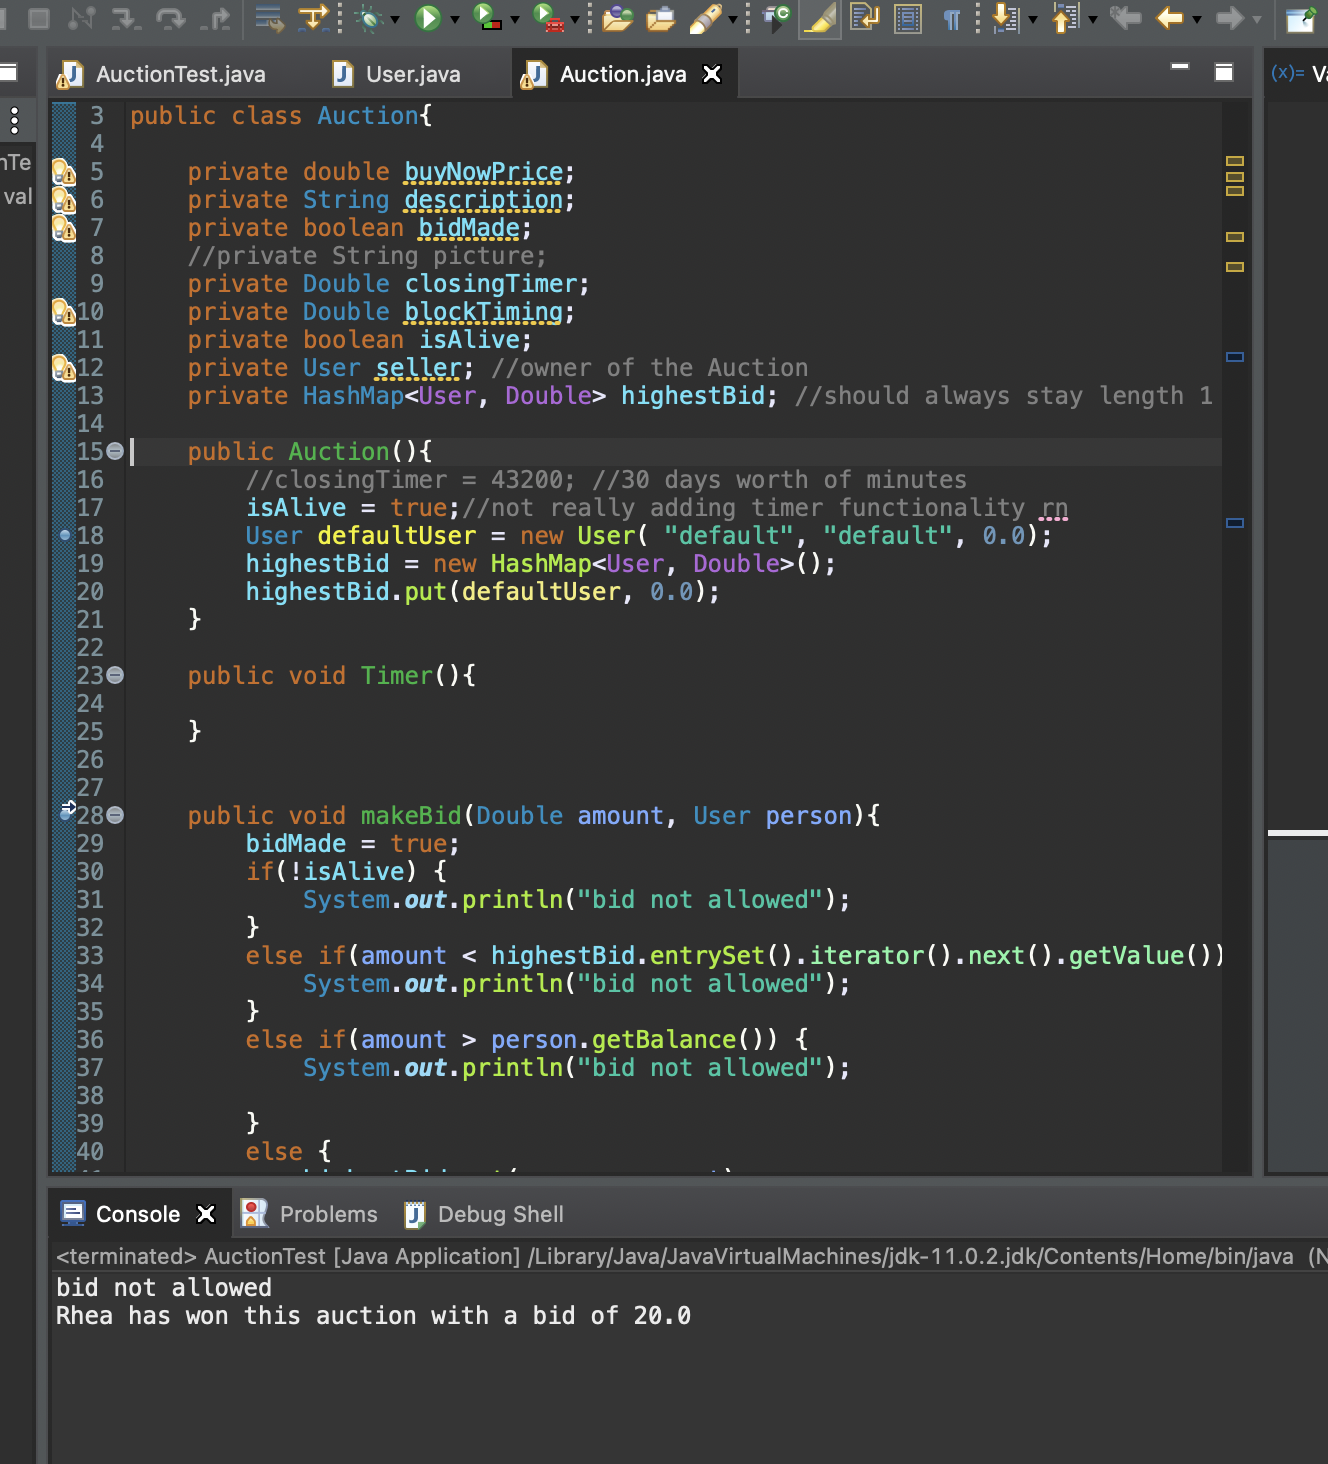 AuctionTest.java User.java Auction.java
(x)=
nTe
val
3 public class Auction{
4
5 private double buyNowPrice;
6 private String description;
7 private boolean bidMade;
8 //private String picture;
9 private Double closingTimer;
10 private Double blockTiming;
11 private boolean isAlive;
12 private User seller; //owner of the Auction
13 private HashMap<User, Double> highestBid; //should always stay length 1
14
15 public Auction(){
16 //closingTimer = 43200; //30 days worth of minutes
17 isAlive = true;//not really adding timer functionality rn
18 User defaultUser = new User( "default", "default", 0.0);
19 highestBid = new HashMap<User, Double>();
20 highestBid.put(defaultUser, 0.0);
21 }
22
23 public void Timer(){
24
25 }
26
27
28 public void makeBid(Double amount, User person){
29 bidMade = true;
30 if(!isAlive) {
31 System.out.println("bid not allowed");
32 }
33 else if(amount < highestBid.entrySet().iterator().next().getValue())
34 System.out.println("bid not allowed");
35 }
36 else if(amount > person.getBalance()) {
37 System.out.println("bid not allowed");
38
39 }
40 else {
Console Problems Debug Shell
<terminated> AuctionTest [Java Application] /Library/Java/JavaVirtualMachines/jdk-11.0.2.jdk/Contents/Home/bin/java (N
bid not allowed
Rhea has won this auction with a bid of 20.0